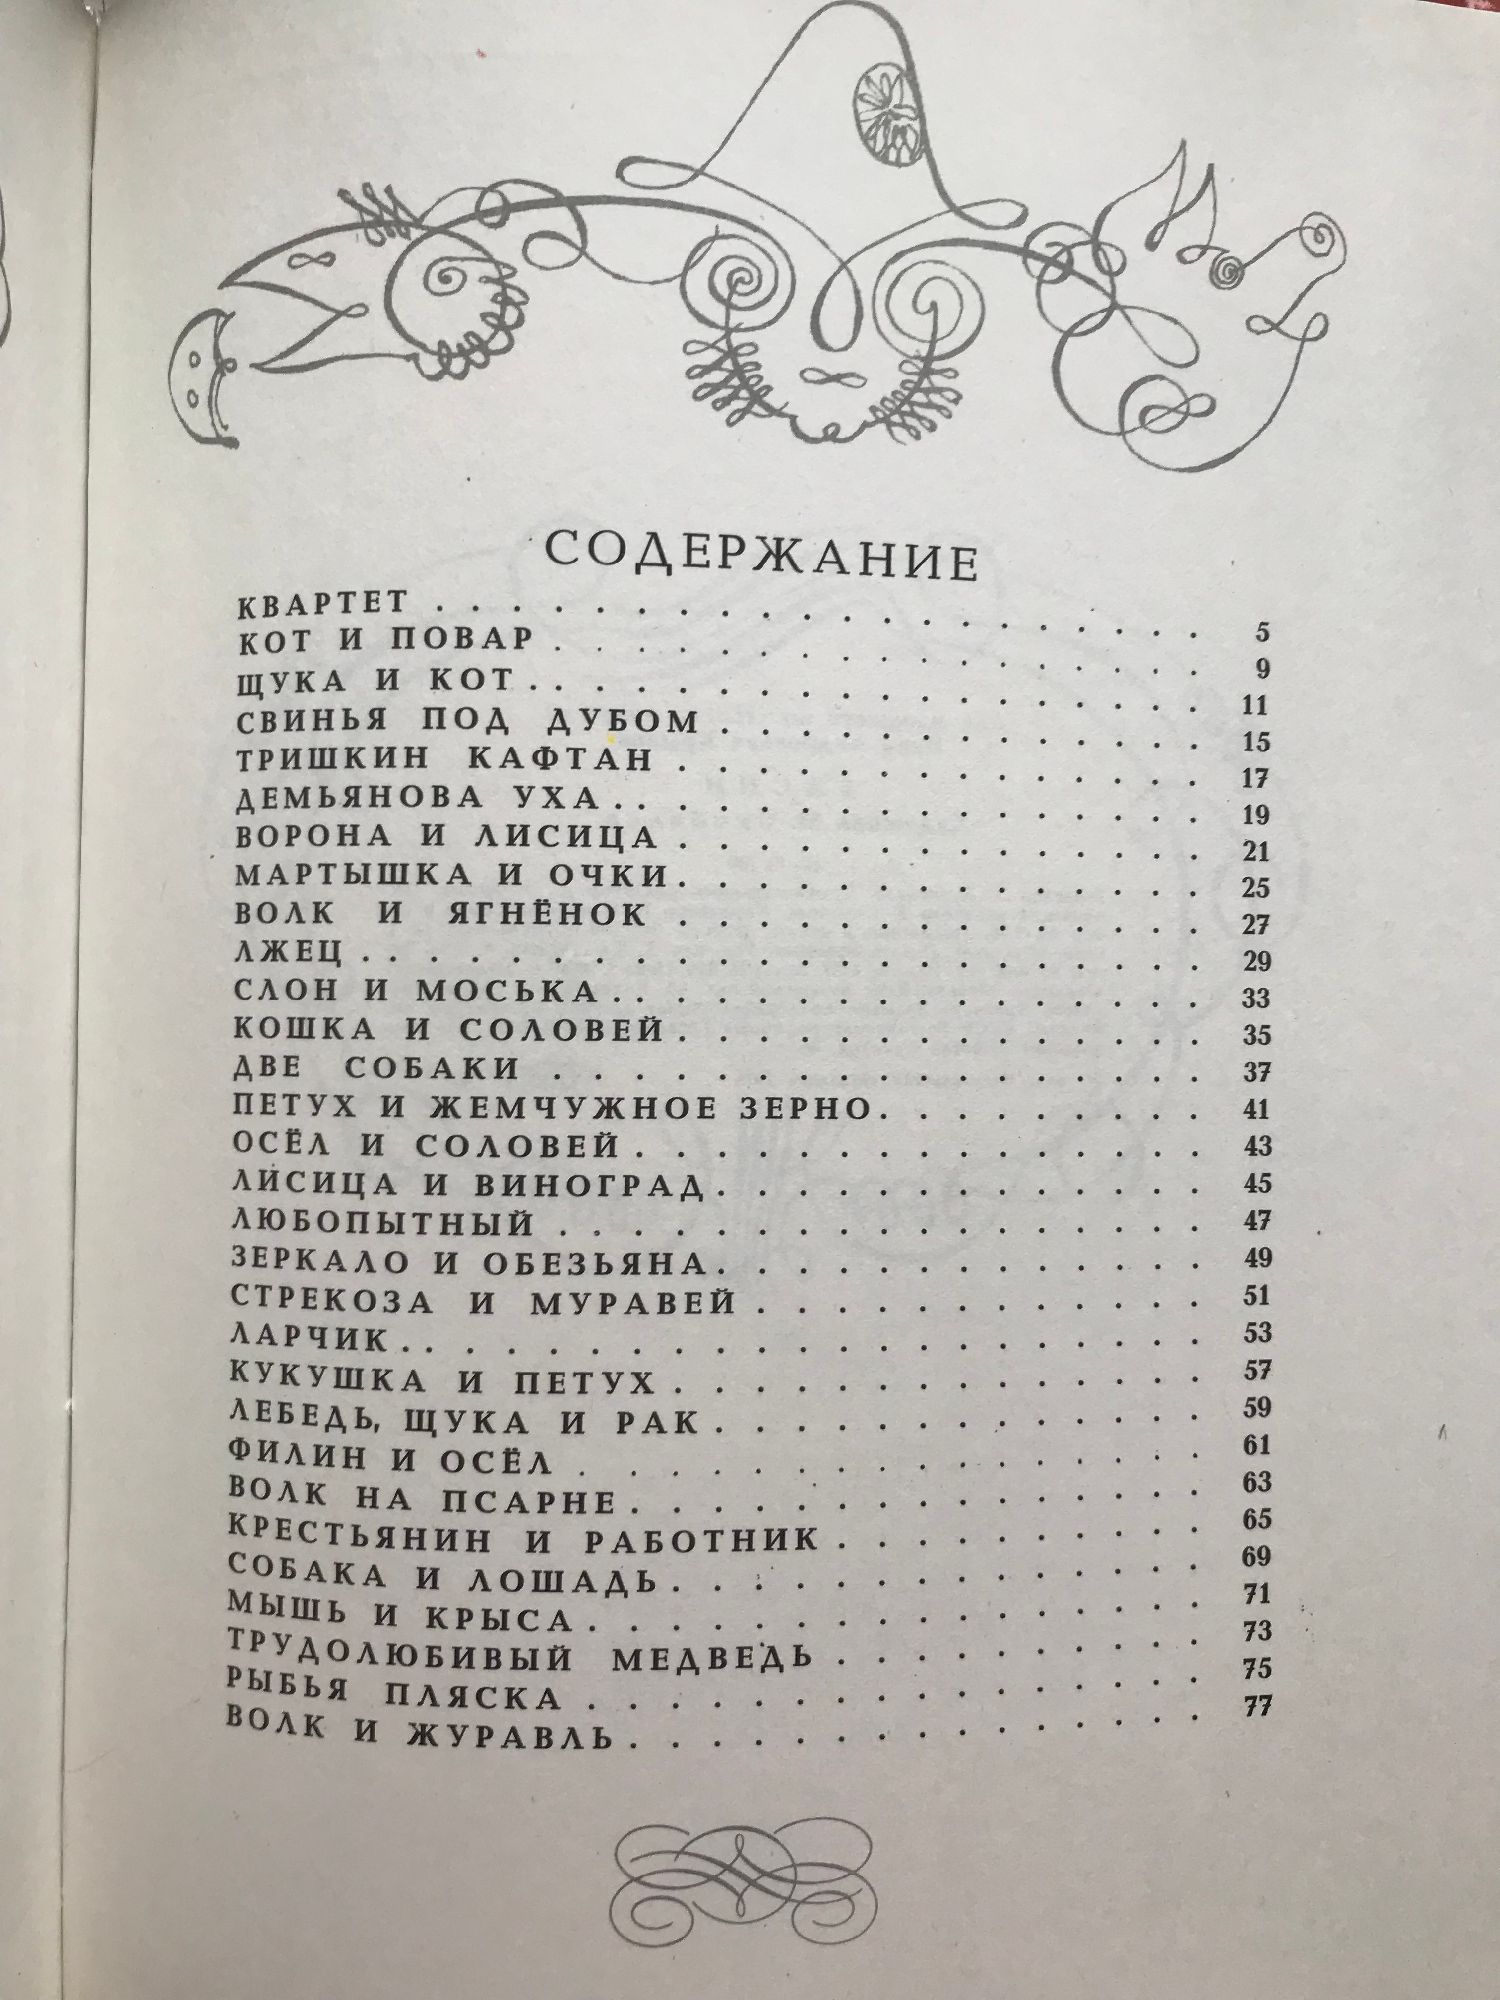 СОДЕРЖАНИЕ
КВАРТЕТ . . . . . . . . . . . . . . . . . . . 5
КОТ И ПОВАР . . . . . . . . . . . . . . . . 9
ЩУКА И КОТ . . . . . . . . . . . . . . . . . . 11
СВИНЬЯ ПОД ДУБОМ . . . . . . . . . . . . 15
ТРИШКИН КАФТАН . . . . . . . . . . . . . 17
ДЕМЬЯНОВА УХА . . . . . . . . . . . . . . . 19
ВОРОНА И ЛИСИЦА . . . . . . . . . . . . . 21
МАРТЫШКА И ОЧКИ . . . . . . . . . . . . . 25
ВОЛК И ЯГНЁНОК . . . . . . . . . . . . . 27
ЛЖЕЦ . . . . . . . . . . . . . . . . . . . . 29
СЛОН И МОСЬКА . . . . . . . . . . . . . . . 33
КОШКА И СОЛОВЕЙ . . . . . . . . . . . . . 35
ДВЕ СОБАКИ . . . . . . . . . . . . . . . . 37
ПЕТУХ И ЖЕМЧУЖНОЕ ЗЕРНО . . . . . . . . 41
ОСЁЛ И СОЛОВЕЙ . . . . . . . . . . . . . . 43
ЛИСИЦА И ВИНОГРАД . . . . . . . . . . . . 45
ЛЮБОПЫТНЫЙ . . . . . . . . . . . . . . . . 47
ЗЕРКАЛО И ОБЕЗЬЯНА . . . . . . . . . . . . 49
СТРЕКОЗА И МУРАВЕЙ . . . . . . . . . . . 51
ЛАРЧИК . . . . . . . . . . . . . . . . . . . 53
КУКУШКА И ПЕТУХ . . . . . . . . . . . . . 57
ЛЕБЕДЬ, ЩУКА И РАК . . . . . . . . . . . . 59
ФИЛИН И ОСЁЛ . . . . . . . . . . . . . . . 61
ВОЛК НА ПСАРНЕ . . . . . . . . . . . . . . 63
КРЕСТЬЯНИН И РАБОТНИК . . . . . . . . . 65
СОБАКА И ЛОШАДЬ . . . . . . . . . . . . . 69
МЫШЬ И КРЫСА . . . . . . . . . . . . . . . 71
ТРУДОЛЮБИВЫЙ МЕДВЕДЬ . . . . . . . . . 73
РЫБЬЯ ПЛЯСКА . . . . . . . . . . . . . . . 75
ВОЛК И ЖУРАВЛЬ . . . . . . . . . . . . . . 77